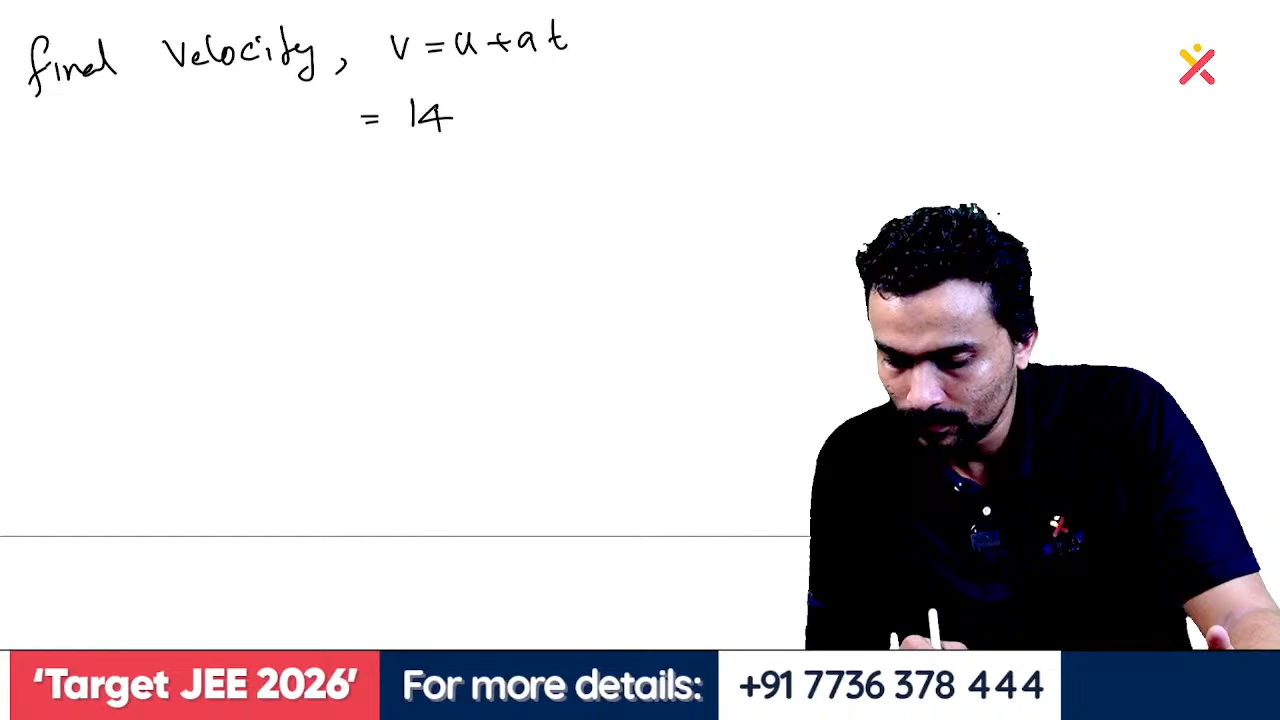 final Velocity, v = u + at
= 14
'Target JEE 2026' For more details: +91 7736 378 444